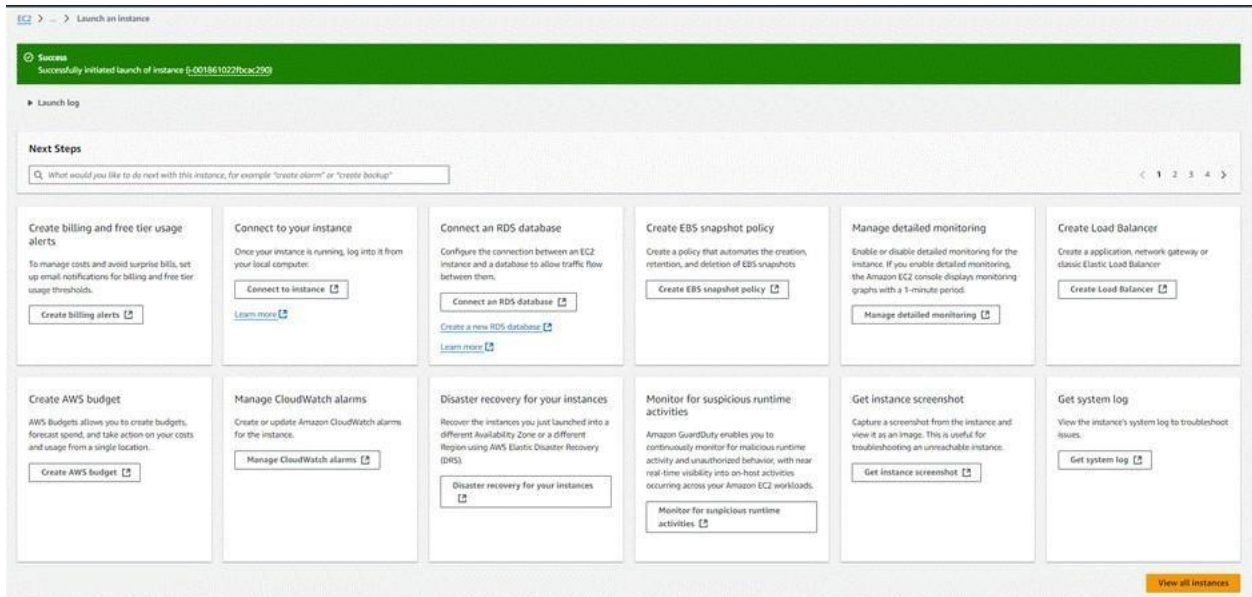 EC2 > ... > Launch an instance
Success
Successfully initiated launch of instance (i-001861022fbcac290)
Launch log
Next Steps
What would you like to do next with this instance, for example "create alarm" or "create backup"
< 1 2 3 4 >
Create billing and free tier usage
alerts
To manage costs and avoid surprise bills, set
up email notifications for billing and free tier
usage thresholds.
Create billing alerts
Connect to your instance
Once your instance is running, log into it from
your local computer.
Connect to instance
Learn more
Connect an RDS database
Configure the connection between an EC2
instance and a database to allow traffic flow
between them.
Connect an RDS database
Create a new RDS database
Learn more
Create EBS snapshot policy
Create a policy that automates the creation,
retention, and deletion of EBS snapshots
Create EBS snapshot policy
Manage detailed monitoring
Enable or disable detailed monitoring for the
instance. If you enable detailed monitoring,
the Amazon EC2 console displays monitoring
graphs with a 1-minute period.
Manage detailed monitoring
Create Load Balancer
Create a application, network gateway or
classic Elastic Load Balancer
Create Load Balancer
Create AWS budget
AWS Budgets allows you to create budgets,
forecast spend, and take action on your costs
and usage from a single location.
Create AWS budget
Manage CloudWatch alarms
Create or update Amazon CloudWatch alarms
for the instance.
Manage CloudWatch alarms
Disaster recovery for your instances
Recover the instances you just launched into a
different Availability Zone or a different
Region using AWS Elastic Disaster Recovery
(DRS).
Disaster recovery for your instances
Monitor for suspicious runtime
activities
Amazon GuardDuty enables you to
continuously monitor for malicious runtime
activity and unauthorized behavior, with near
real-time visibility into on-host activities
occurring across your Amazon EC2 workloads.
Monitor for suspicious runtime
activities
Get instance screenshot
Capture a screenshot from the instance and
view it as an image. This is useful for
troubleshooting an unreachable instance.
Get instance screenshot
Get system log
View the instance's system log to troubleshoot
issues.
Get system log
View all instances